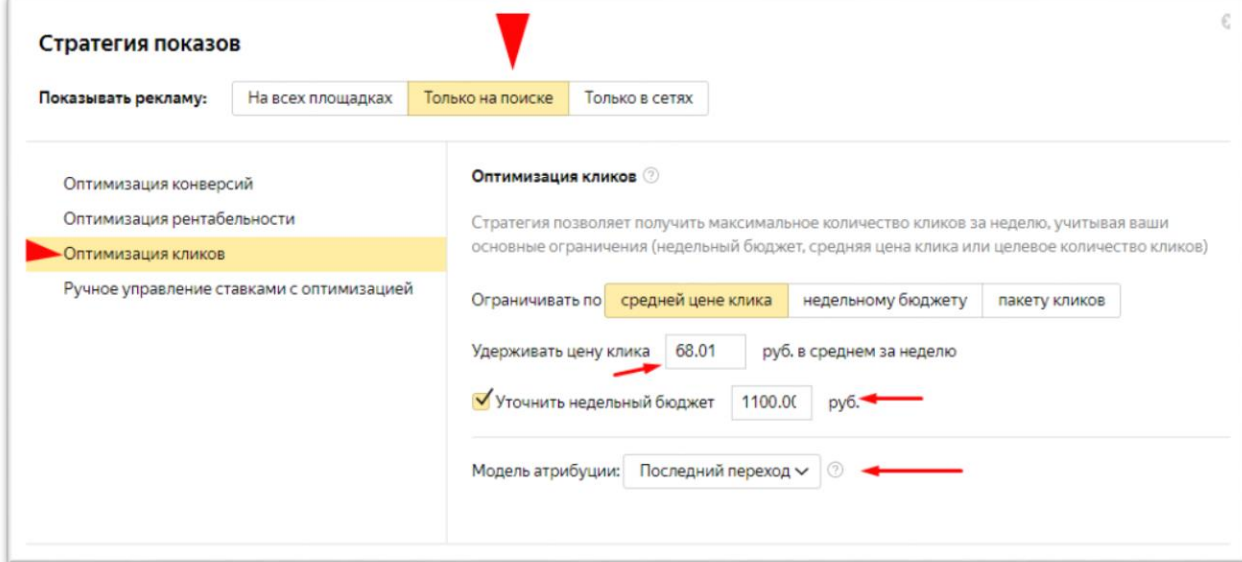 Стратегия показов
Показывать рекламу: На всех площадках Только на поиске Только в сетях
Оптимизация конверсий
Оптимизация рентабельности
Оптимизация кликов
Ручное управление ставками с оптимизацией
Оптимизация кликов ?
Стратегия позволяет получить максимальное количество кликов за неделю, учитывая ваши
основные ограничения (недельный бюджет, средняя цена клика или целевое количество кликов)
Ограничивать по средней цене клика недельному бюджету пакету кликов
Удерживать цену клика 68.01 руб. в среднем за неделю
Уточнить недельный бюджет 1100.0 руб.
Модель атрибуции: Последний переход ?